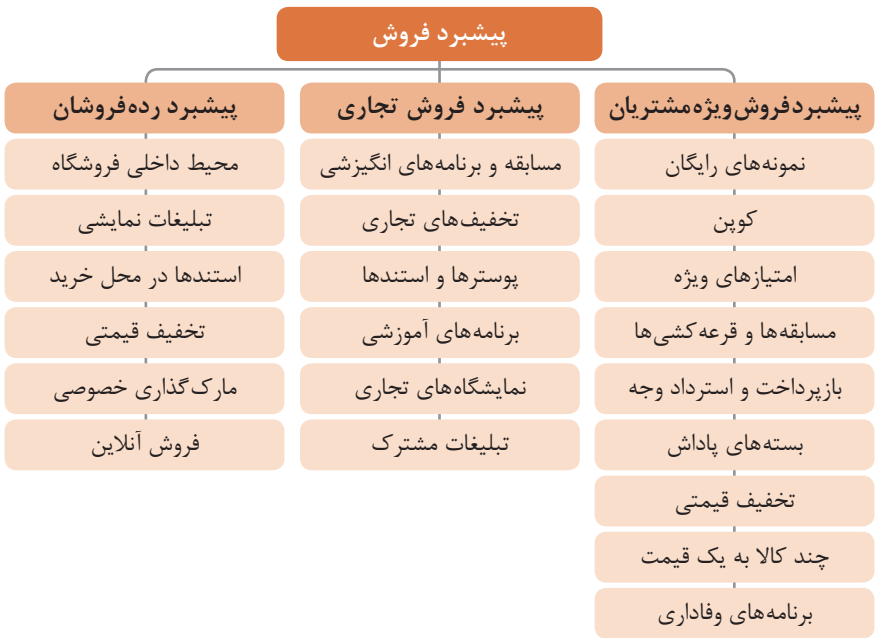 پیشبرد فروش
پیشبردفروش‌ویژه‌مشتریان
نمونه‌های رایگان
کوپن
امتیازهای ویژه
مسابقه‌ها و قرعه‌کشی‌ها
بازپرداخت و استرداد وجه
بسته‌های پاداش
تخفیف قیمتی
چند کالا به یک قیمت
برنامه‌های وفاداری
پیشبرد فروش تجاری
مسابقه و برنامه‌های انگیزشی
تخفیف‌های تجاری
پوسترها و استندها
برنامه‌های آموزشی
نمایشگاه‌های تجاری
تبلیغات مشترک
پیشبرد رده‌فروشان
محیط داخلی فروشگاه
تبلیغات نمایشی
استندها در محل خرید
تخفیف قیمتی
مارک‌گذاری خصوصی
فروش آنلاین